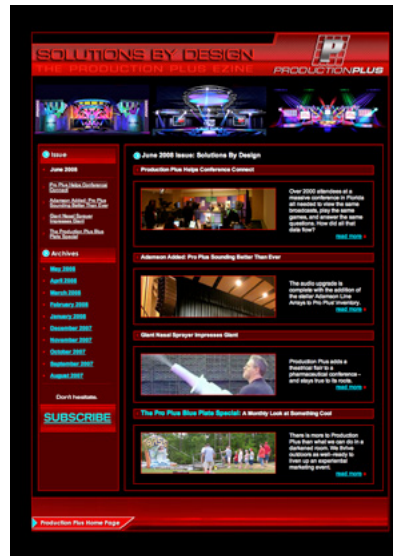 SOLUTIONS BY DESIGN
THE PRODUCTION PLUS EZINE
PRODUCTIONPLUS
Issue
June 2008
Pro Plus Helps Conference
Connect
Adamson Added: Pro Plus
Sounding Better Than Ever
Giant Nasal Sprayer
Impresses Giant
The Production Plus Blue
Plate Special
Archives
May 2008
April 2008
March 2008
February 2008
January 2008
December 2007
November 2007
October 2007
September 2007
August 2007
Don't hesitate.
SUBSCRIBE
June 2008 Issue: Solutions By Design
Production Plus Helps Conference Connect
Over 2000 attendees at a
massive conference in Florida
all needed to view the same
broadcasts, play the same
games, and answer the same
questions. How did all that
data flow?
read more
Adamson Added: Pro Plus Sounding Better Than Ever
The audio upgrade is
complete with the addition of
the stellar Adamson Line
Arrays to Pro Plus' inventory.
read more
Giant Nasal Sprayer Impresses Giant
Production Plus adds a
theatrical flair to a
pharmaceutical conference -
and stays true to its roots.
read more
The Pro Plus Blue Plate Special: A Monthly Look at Something Cool
There is more to Production
Plus than what we can do in a
darkened room. We thrive
outdoors as well–ready to
liven up an experiential
marketing event.
read more
Production Plus Home Page